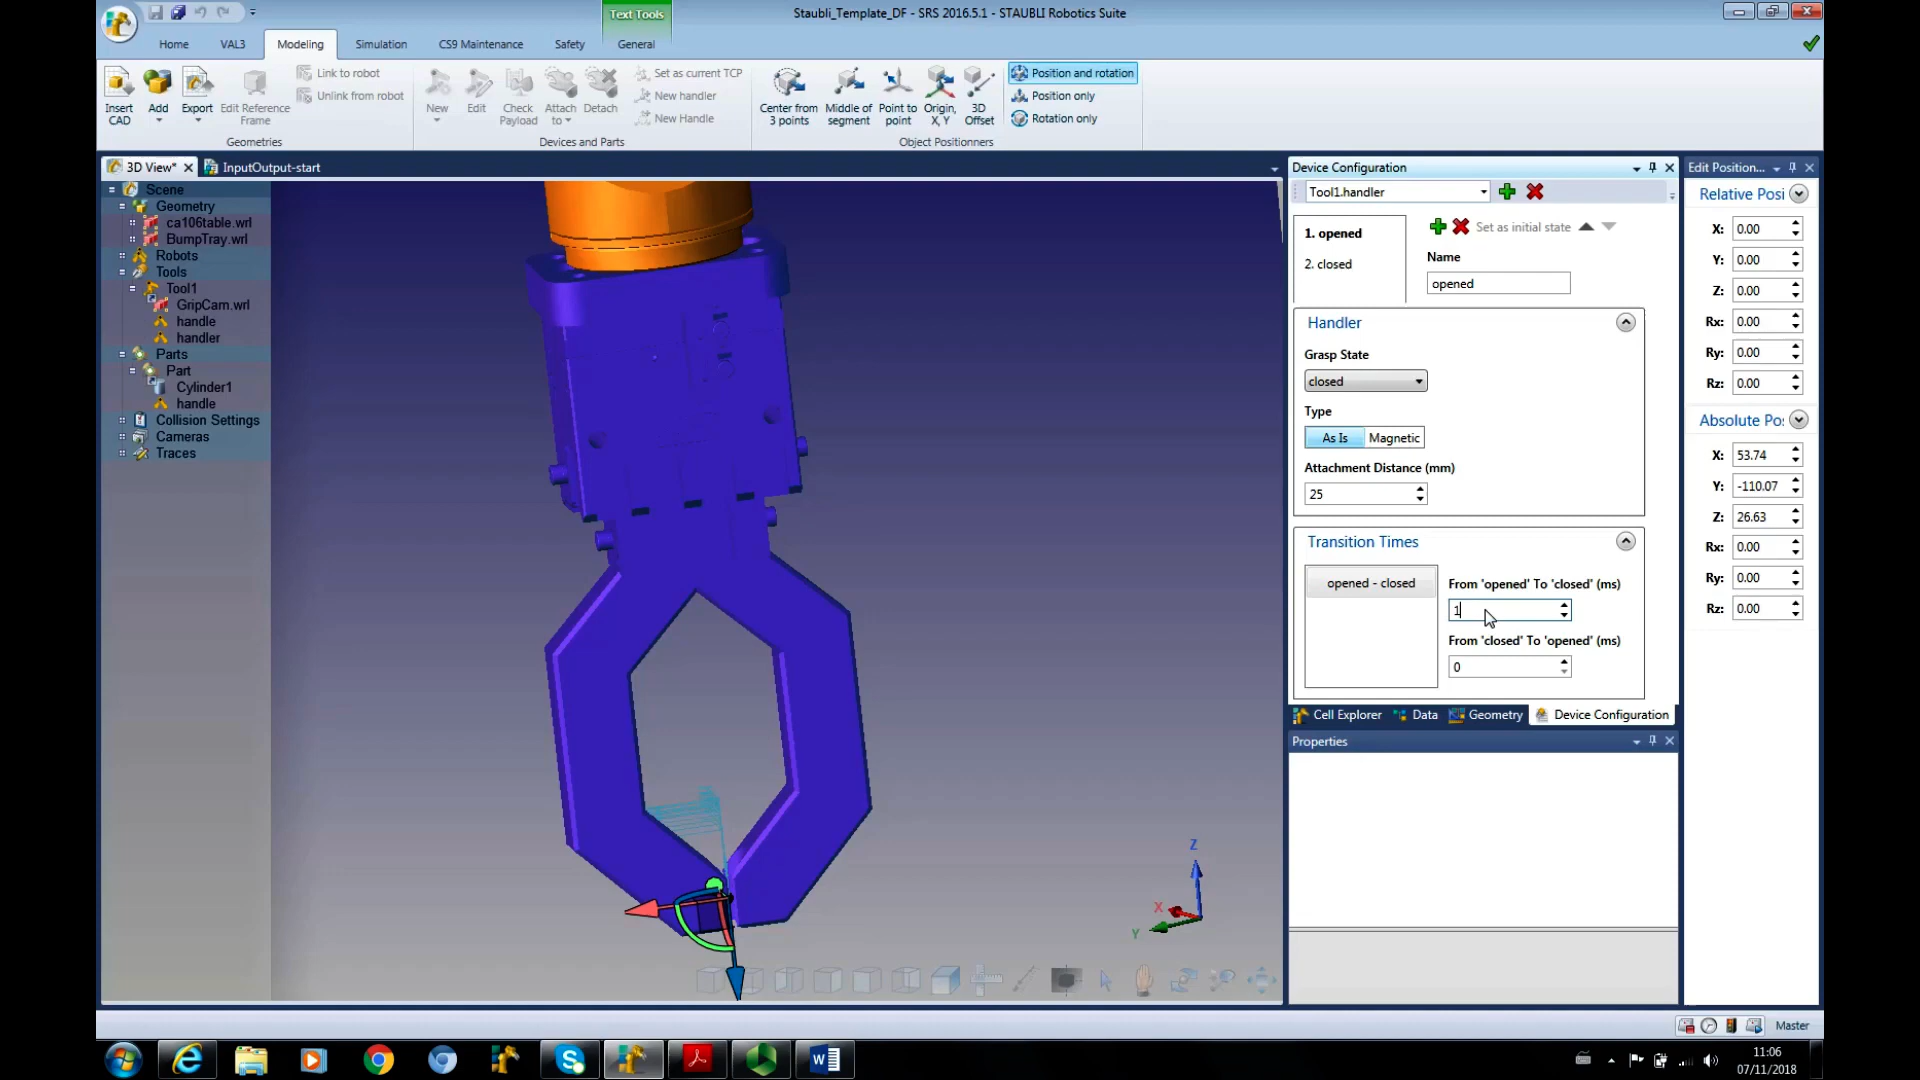 Text Tools
Staubli_Template_DF - SRS 2016.5.1 - STAUBLI Robotics Suite
Home VAL3 Modeling Simulation CS9 Maintenance Safety General
Insert CAD
Add
Export
Edit Reference Frame
Link to robot
Unlink from robot
Geometries
New
Edit
Check Payload
Attach to
Detach
Set as current TCP
New handler
New Handle
Devices and Parts
Center from 3 points
Middle of segment
Point to point
Origin, X, Y
3D Offset
Position and rotation
Position only
Rotation only
Object Positionners
3D View*
InputOutput-start
Scene
Geometry
ca106table.wrl
BumpTray.wrl
Robots
Tools
Tool1
GripCam.wrl
handle
handler
Parts
Part
Cylinder1
handle
Collision Settings
Cameras
Traces
Z
X
Y
Device Configuration
Tool1.handler
1. opened
2. closed
Set as initial state
Name
opened
Handler
Grasp State
closed
Type
As Is Magnetic
Attachment Distance (mm)
25
Transition Times
opened - closed
From 'opened' To 'closed' (ms)
1
From 'closed' To 'opened' (ms)
0
Cell Explorer Data Geometry Device Configuration
Properties
Edit Position...
Relative Posi
X: 0.00
Y: 0.00
Z: 0.00
Rx: 0.00
Ry: 0.00
Rz: 0.00
Absolute Po:
X: 53.74
Y: -110.07
Z: 26.63
Rx: 0.00
Ry: 0.00
Rz: 0.00
Master
11:06
07/11/2018